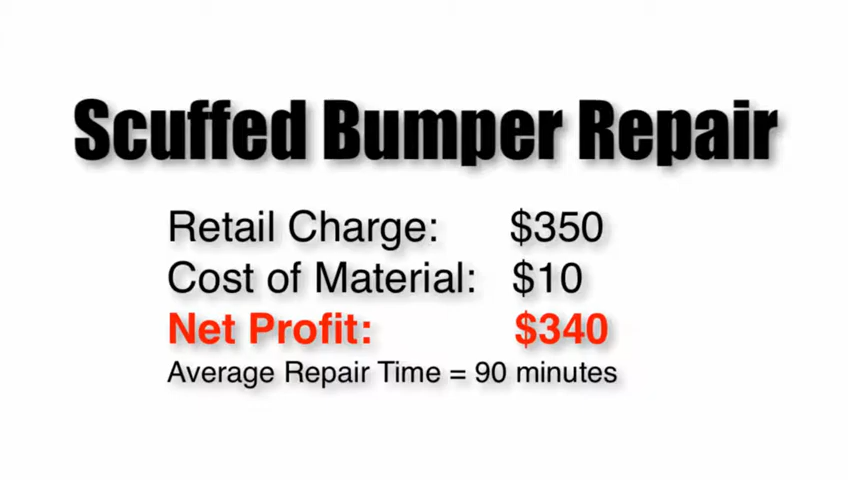 Scuffed Bumper Repair
Retail Charge: $350
Cost of Material: $10
Net Profit: $340
Average Repair Time = 90 minutes